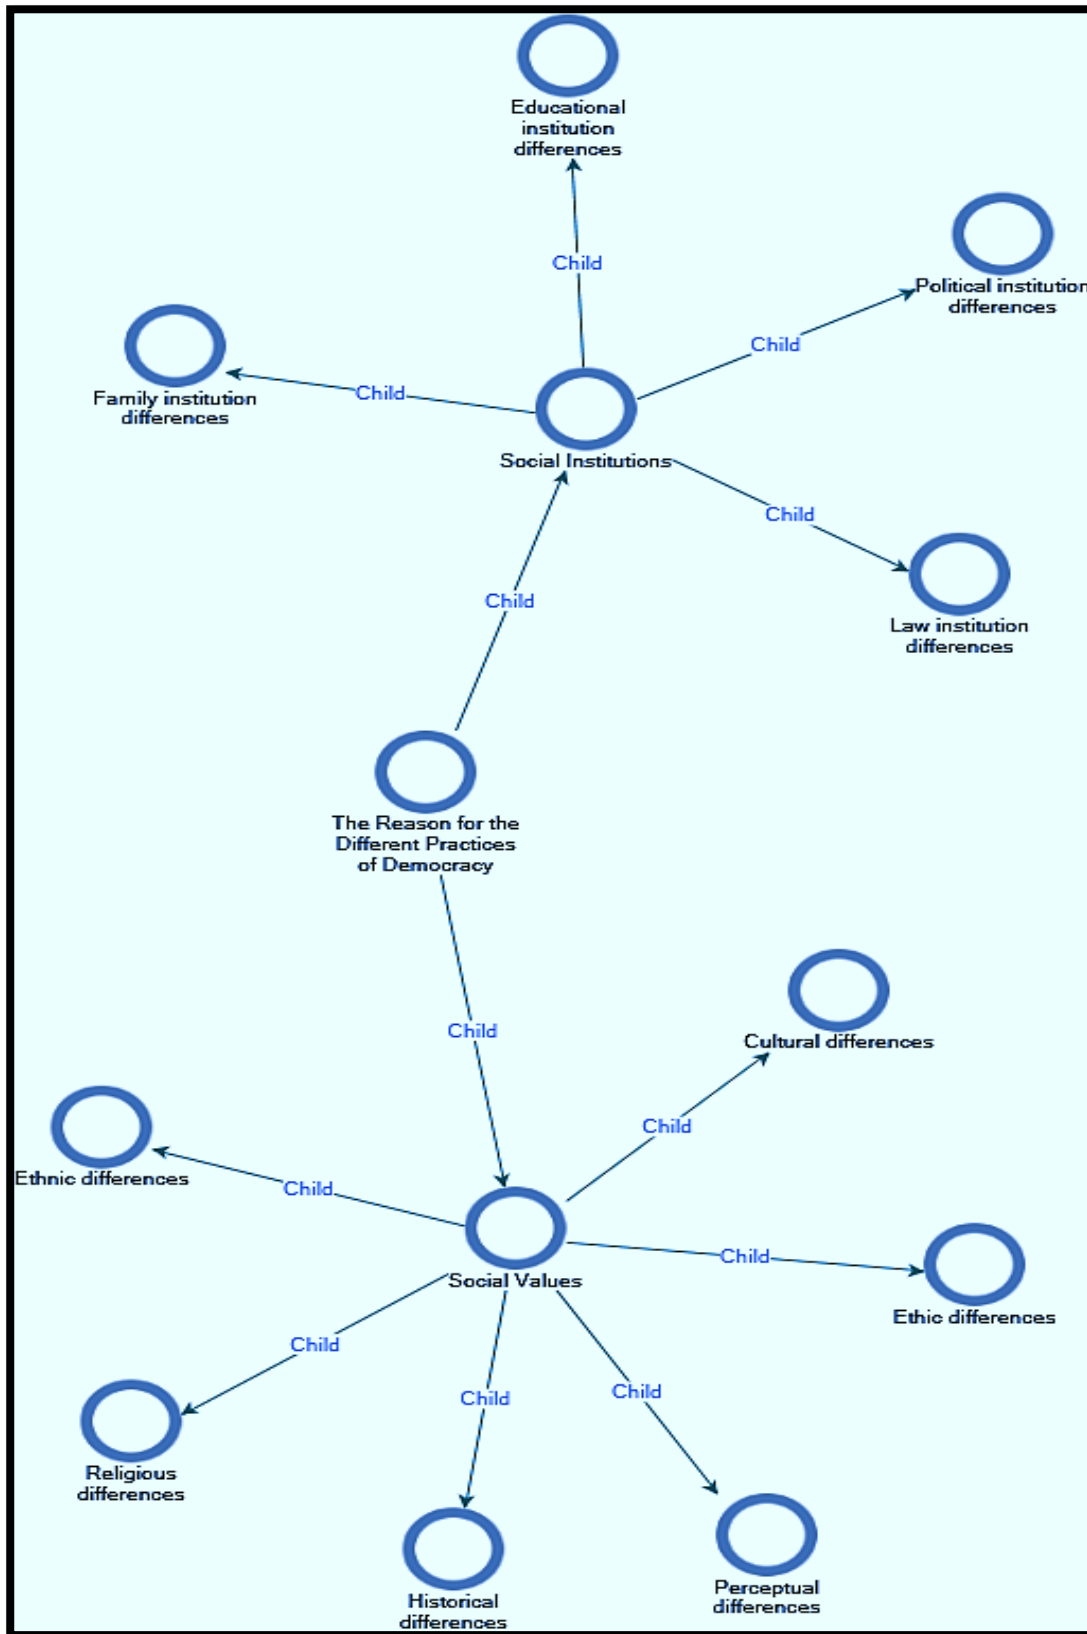 Educational
institution
differences
Child
Political institution
differences
Child
Family institution
differences
Child
Social Institutions
Child
Law institution
differences
Child
The Reason for the
Different Practices
of Democracy
Child
Cultural differences
Child
Ethnic differences
Child
Social Values
Child
Ethic differences
Child
Religious
differences
Child
Historical
differences
Child
Perceptual
differences